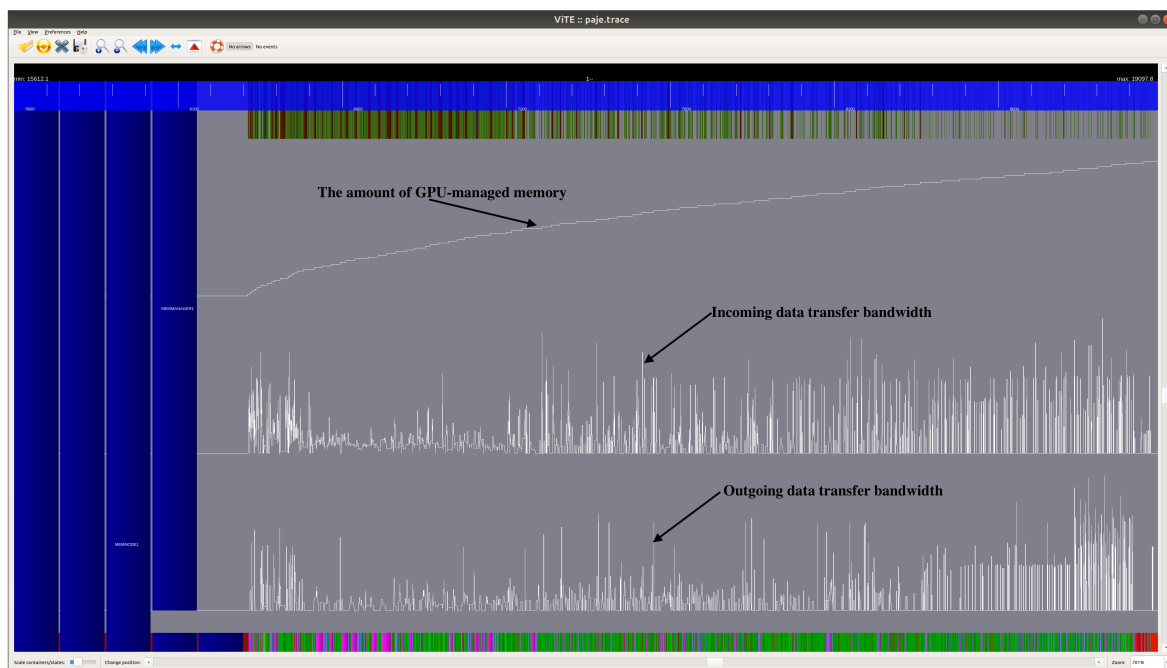 ViTE :: paje.trace
File View Preferences Help
No arrows No events
min: 15612.1 1-- max: 19097.8
The amount of GPU-managed memory
MEMMANAGER1
Incoming data transfer bandwidth
Outgoing data transfer bandwidth
MEMNODE1
Scale containers/states: Change position: Zoom: 707%